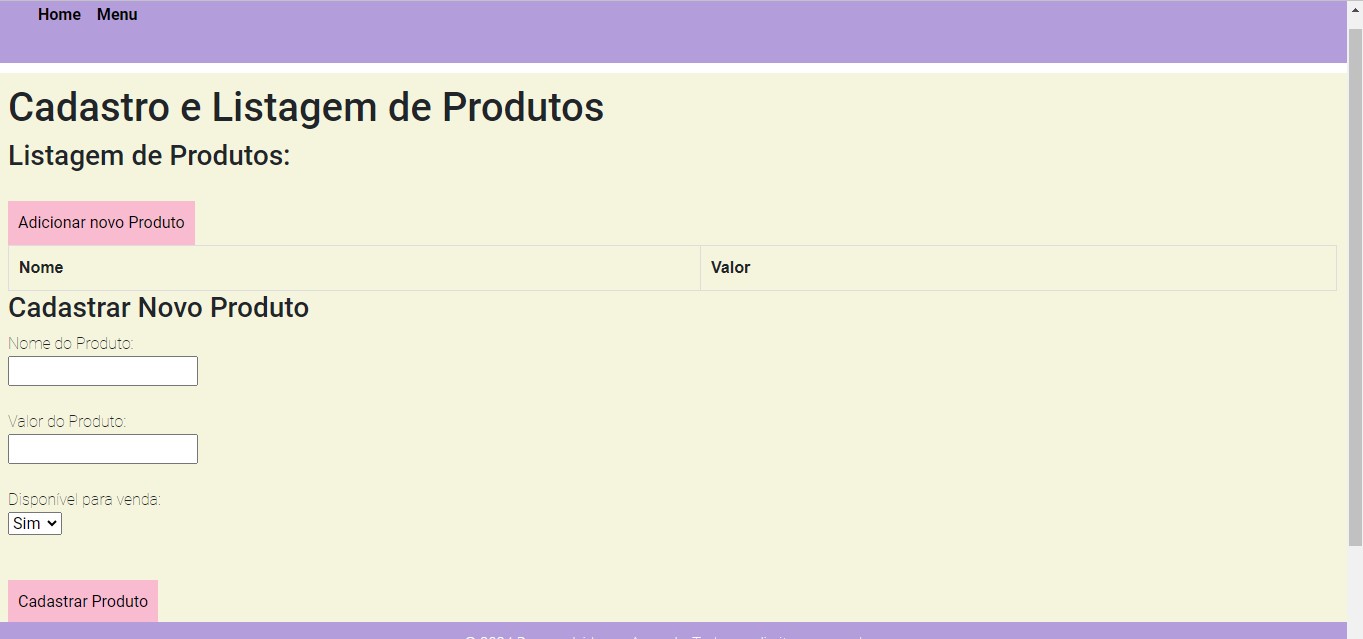 Home Menu
Cadastro e Listagem de Produtos
Listagem de Produtos:
Adicionar novo Produto
Nome Valor
Cadastrar Novo Produto
Nome do Produto:
Valor do Produto:
Disponível para venda:
Sim
Cadastrar Produto